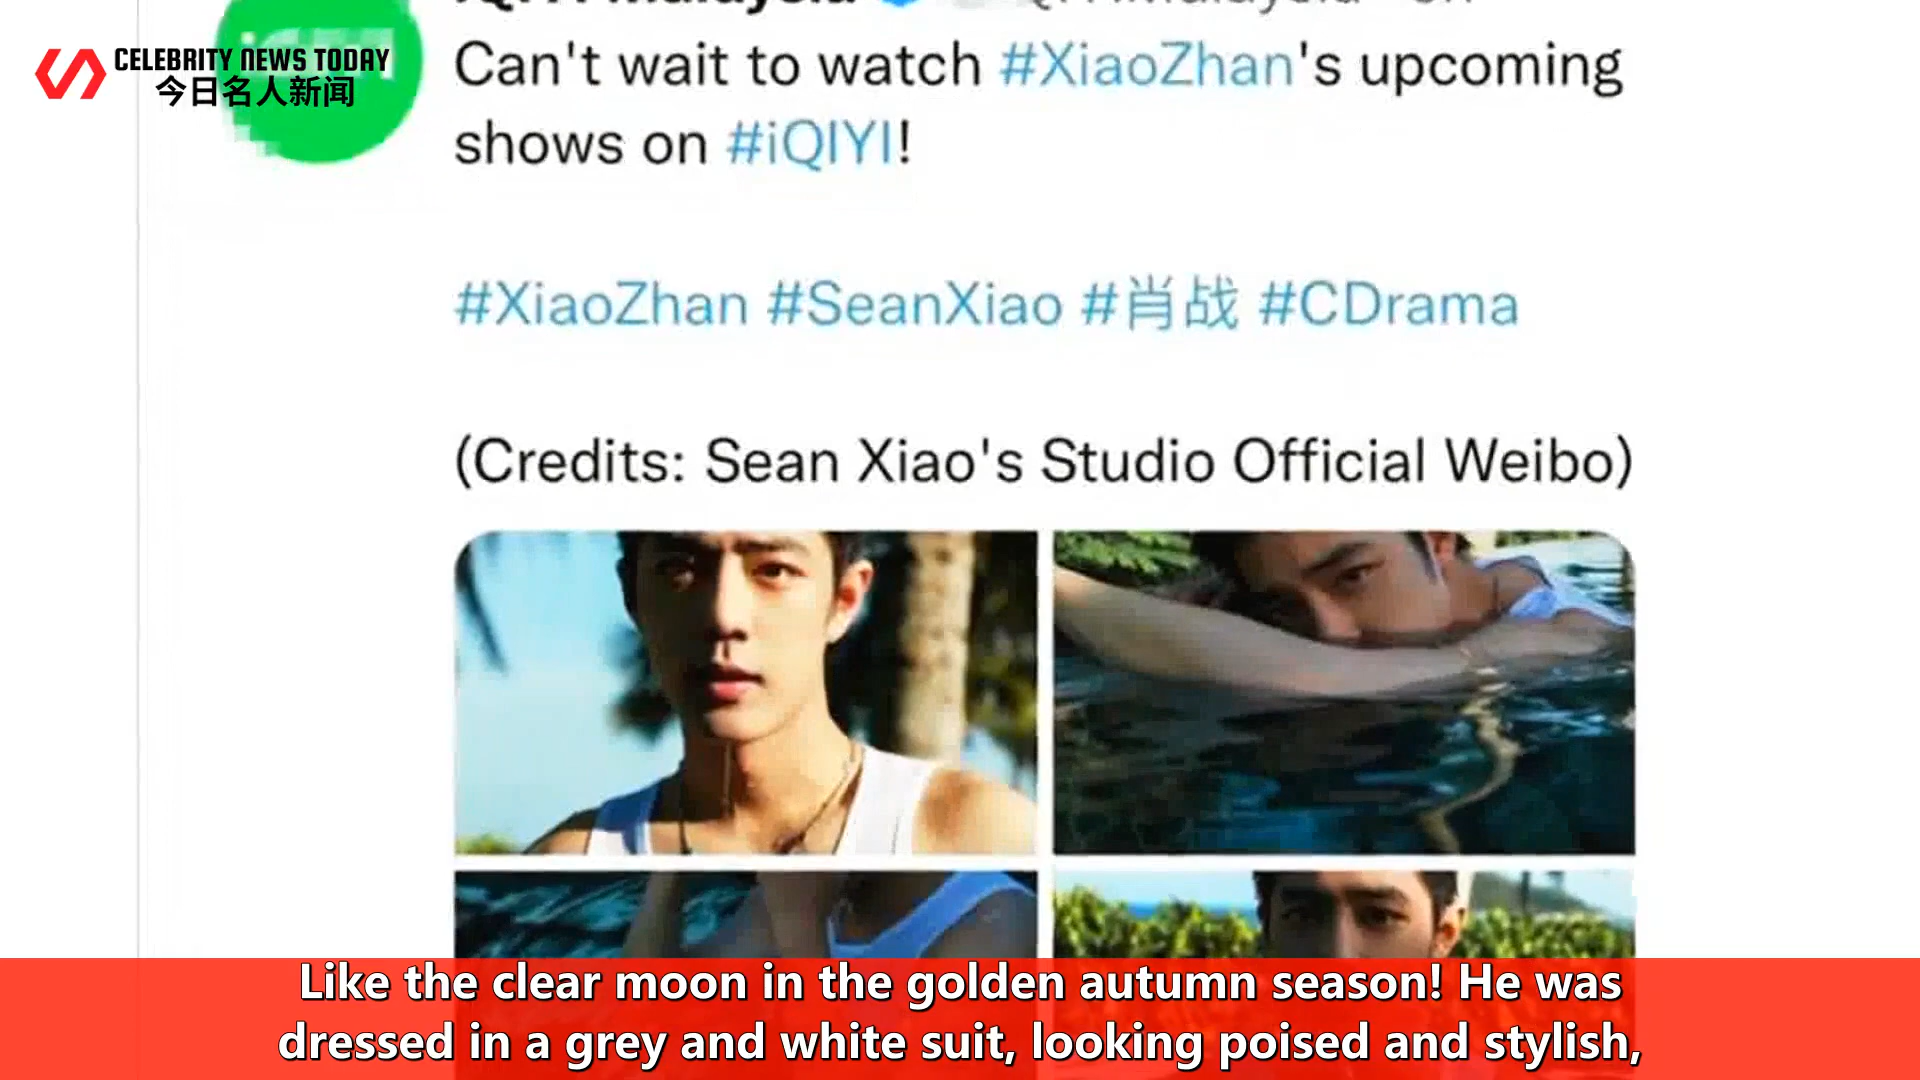 CELEBRITY NEWS TODAY
今日名人新闻
Can't wait to watch #XiaoZhan's upcoming
shows on #iQIYI!
#XiaoZhan #SeanXiao #肖战 #CDrama
(Credits: Sean Xiao's Studio Official Weibo)
Like the clear moon in the golden autumn season! He was
dressed in a grey and white suit, looking poised and stylish,